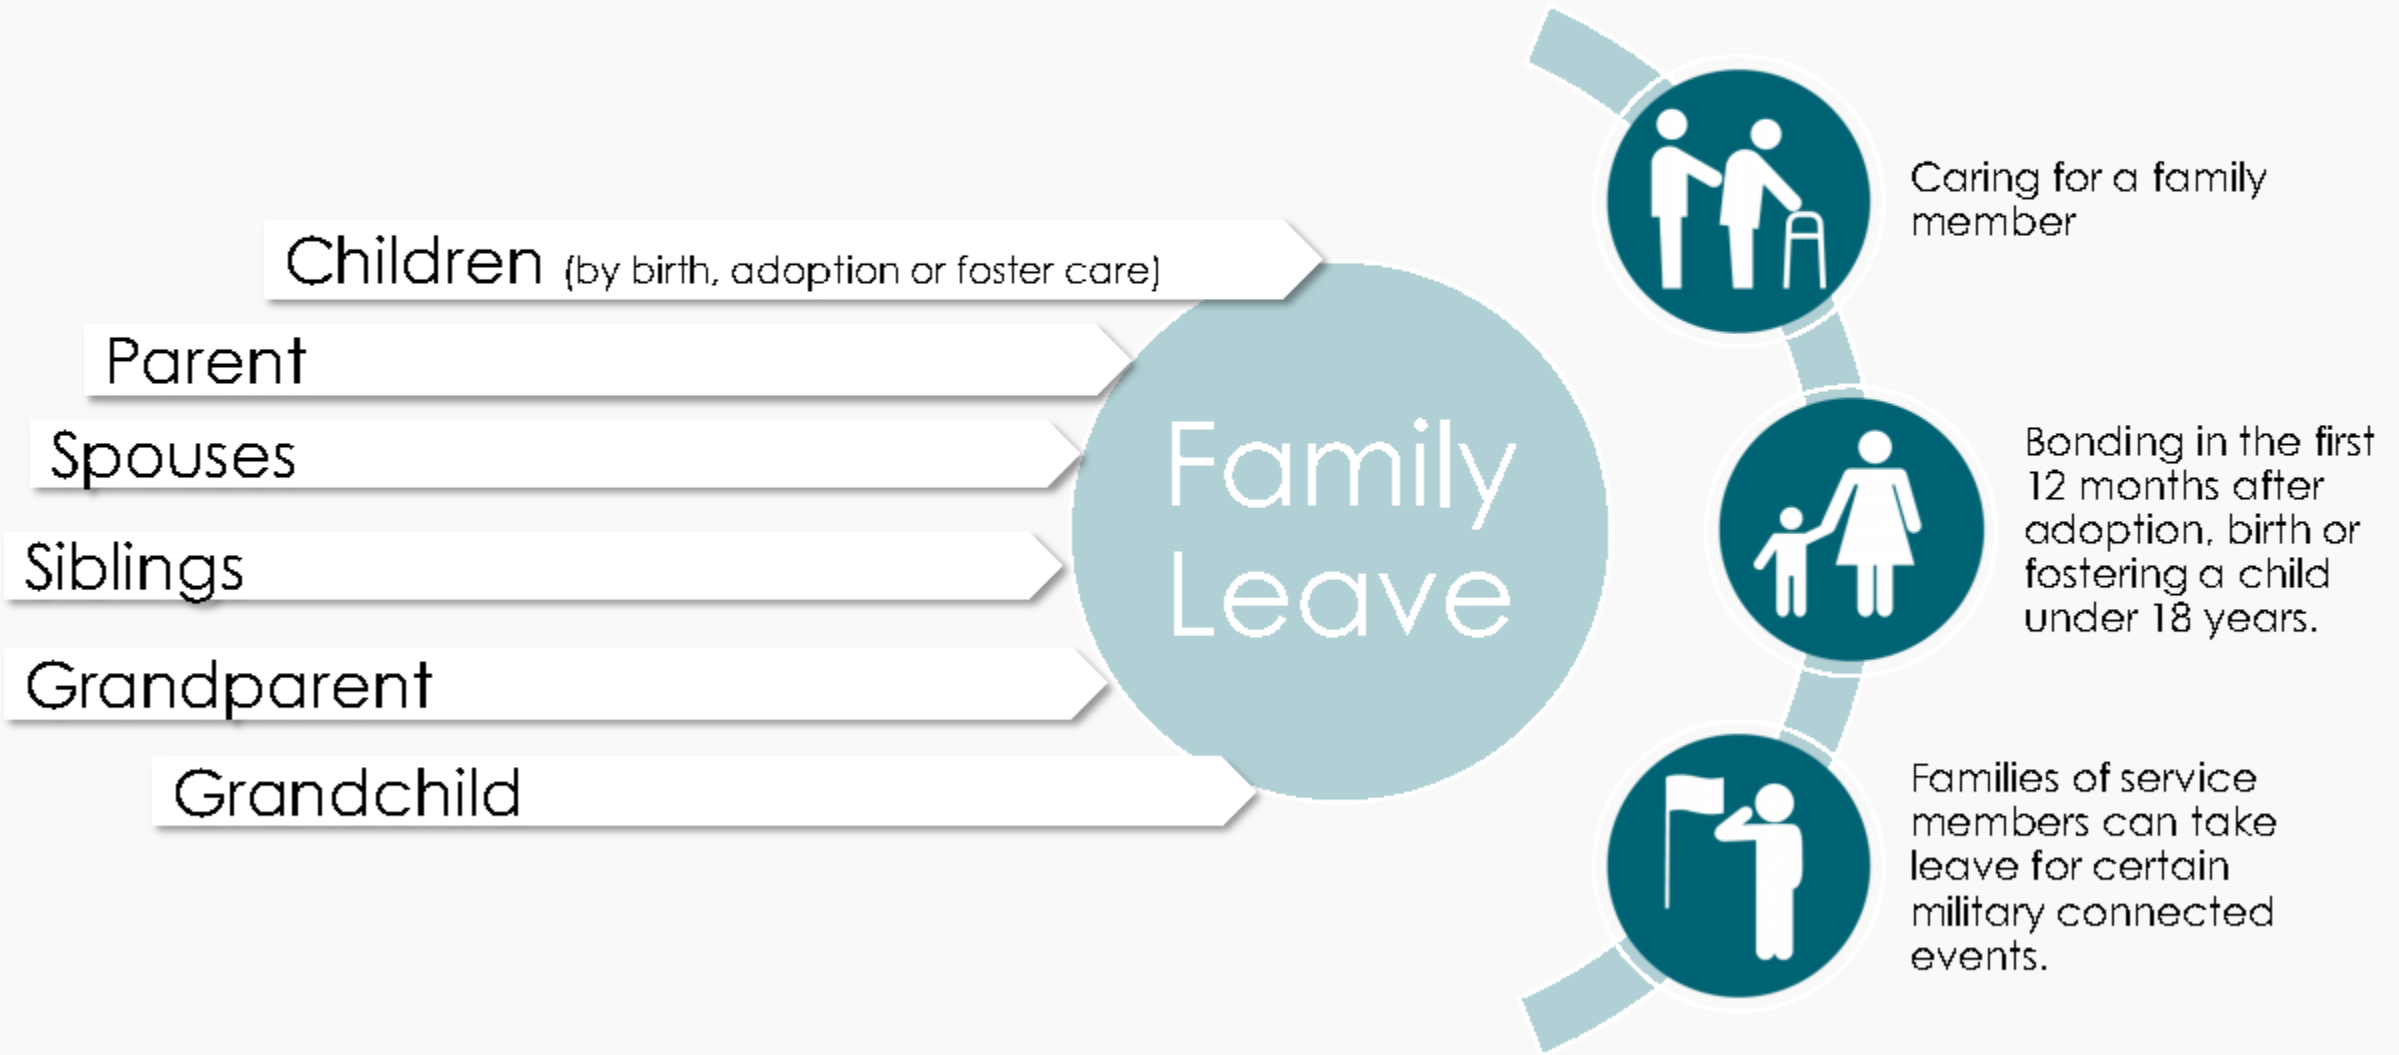 Children (by birth, adoption or foster care)
Parent
Spouses
Siblings
Grandparent
Grandchild
Family
Leave
Caring for a family
member
Bonding in the first
12 months after
adoption, birth or
fostering a child
under 18 years.
Families of service
members can take
leave for certain
military connected
events.